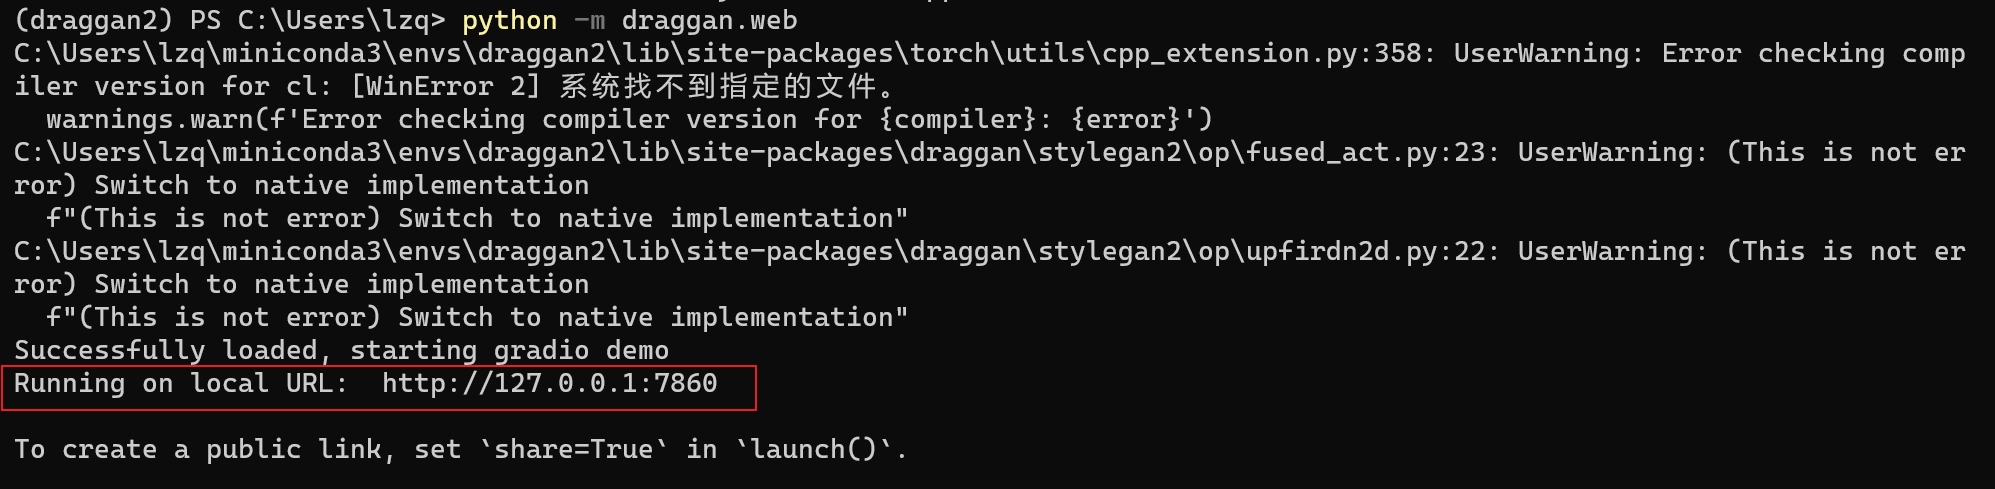 (draggan2) PS C:\Users\lzq> python -m draggan.web
C:\Users\lzq\miniconda3\envs\draggan2\lib\site-packages\torch\utils\cpp_extension.py:358: UserWarning: Error checking comp
iler version for cl: [WinError 2] 系统找不到指定的文件。
  warnings.warn(f'Error checking compiler version for {compiler}: {error}')
C:\Users\lzq\miniconda3\envs\draggan2\lib\site-packages\draggan\stylegan2\op\fused_act.py:23: UserWarning: (This is not er
ror) Switch to native implementation
  f"(This is not error) Switch to native implementation"
C:\Users\lzq\miniconda3\envs\draggan2\lib\site-packages\draggan\stylegan2\op\upfirdn2d.py:22: UserWarning: (This is not er
ror) Switch to native implementation
  f"(This is not error) Switch to native implementation"
Successfully loaded, starting gradio demo
Running on local URL:  http://127.0.0.1:7860
To create a public link, set `share=True` in `launch()`.